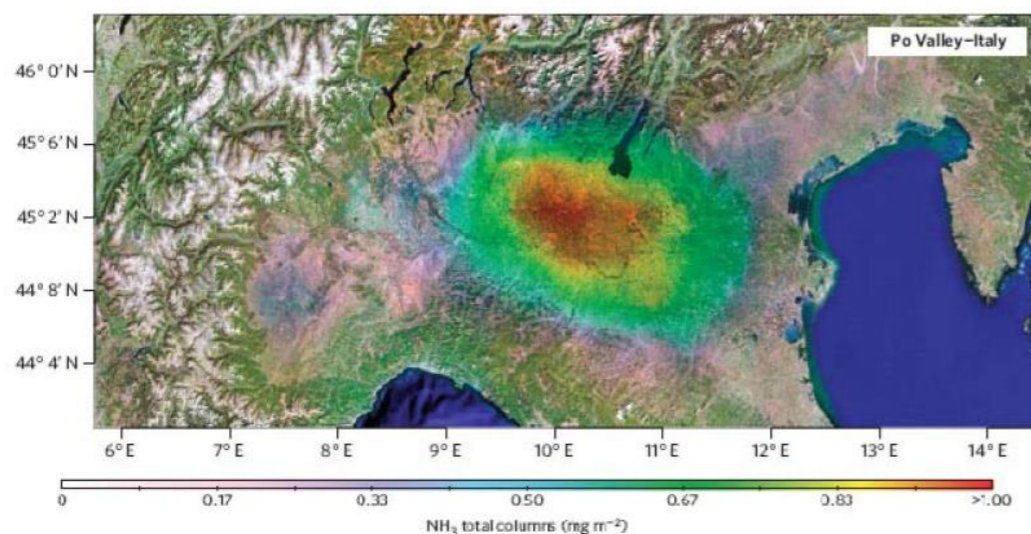 Po Valley–Italy
46° 0′ N
45° 6′ N
45° 2′ N
44° 8′ N
44° 4′ N
6° E 7° E 8° E 9° E 10° E 11° E 12° E 13° E 14° E
0 0.17 0.33 0.50 0.67 0.83 >1.00
NH₃ total columns (mg m⁻²)